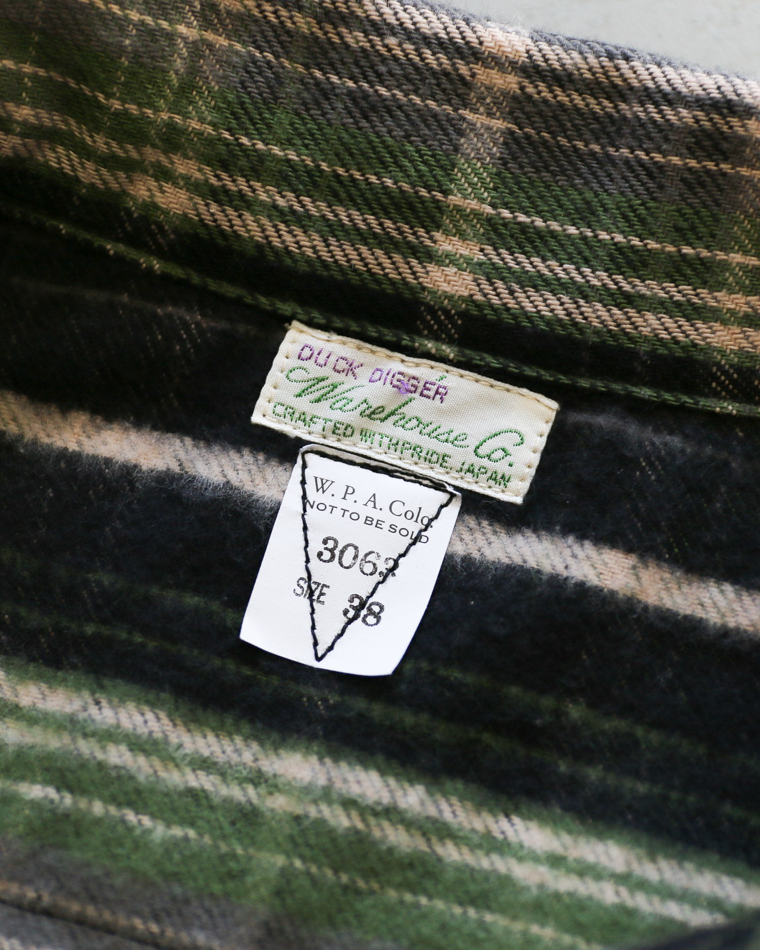 DUCK DIGGER
Warehouse Co.
CRAFTED WITH PRIDE, JAPAN
W. P. A. Colo.
NOT TO BE SOLD
3063
SIZE 38